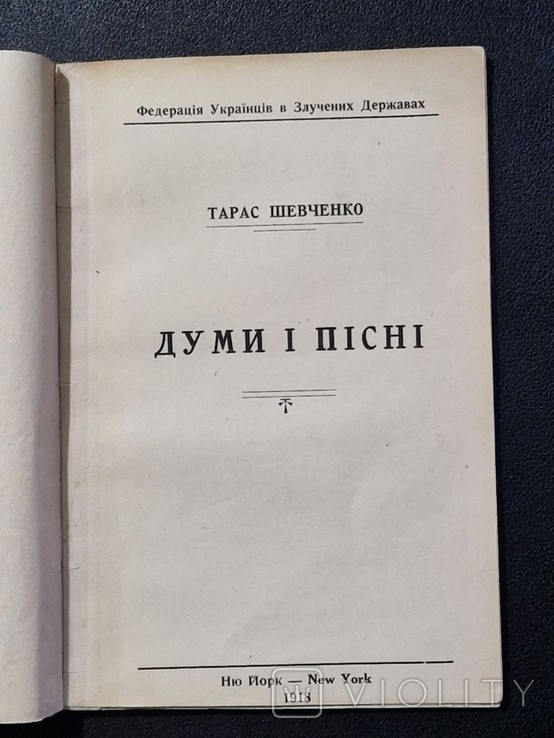 Федерація Українців в Злучених Державах
ТАРАС ШЕВЧЕНКО
ДУМИ І ПІСНІ
Ню Йорк — New York
1918
VIOLITY